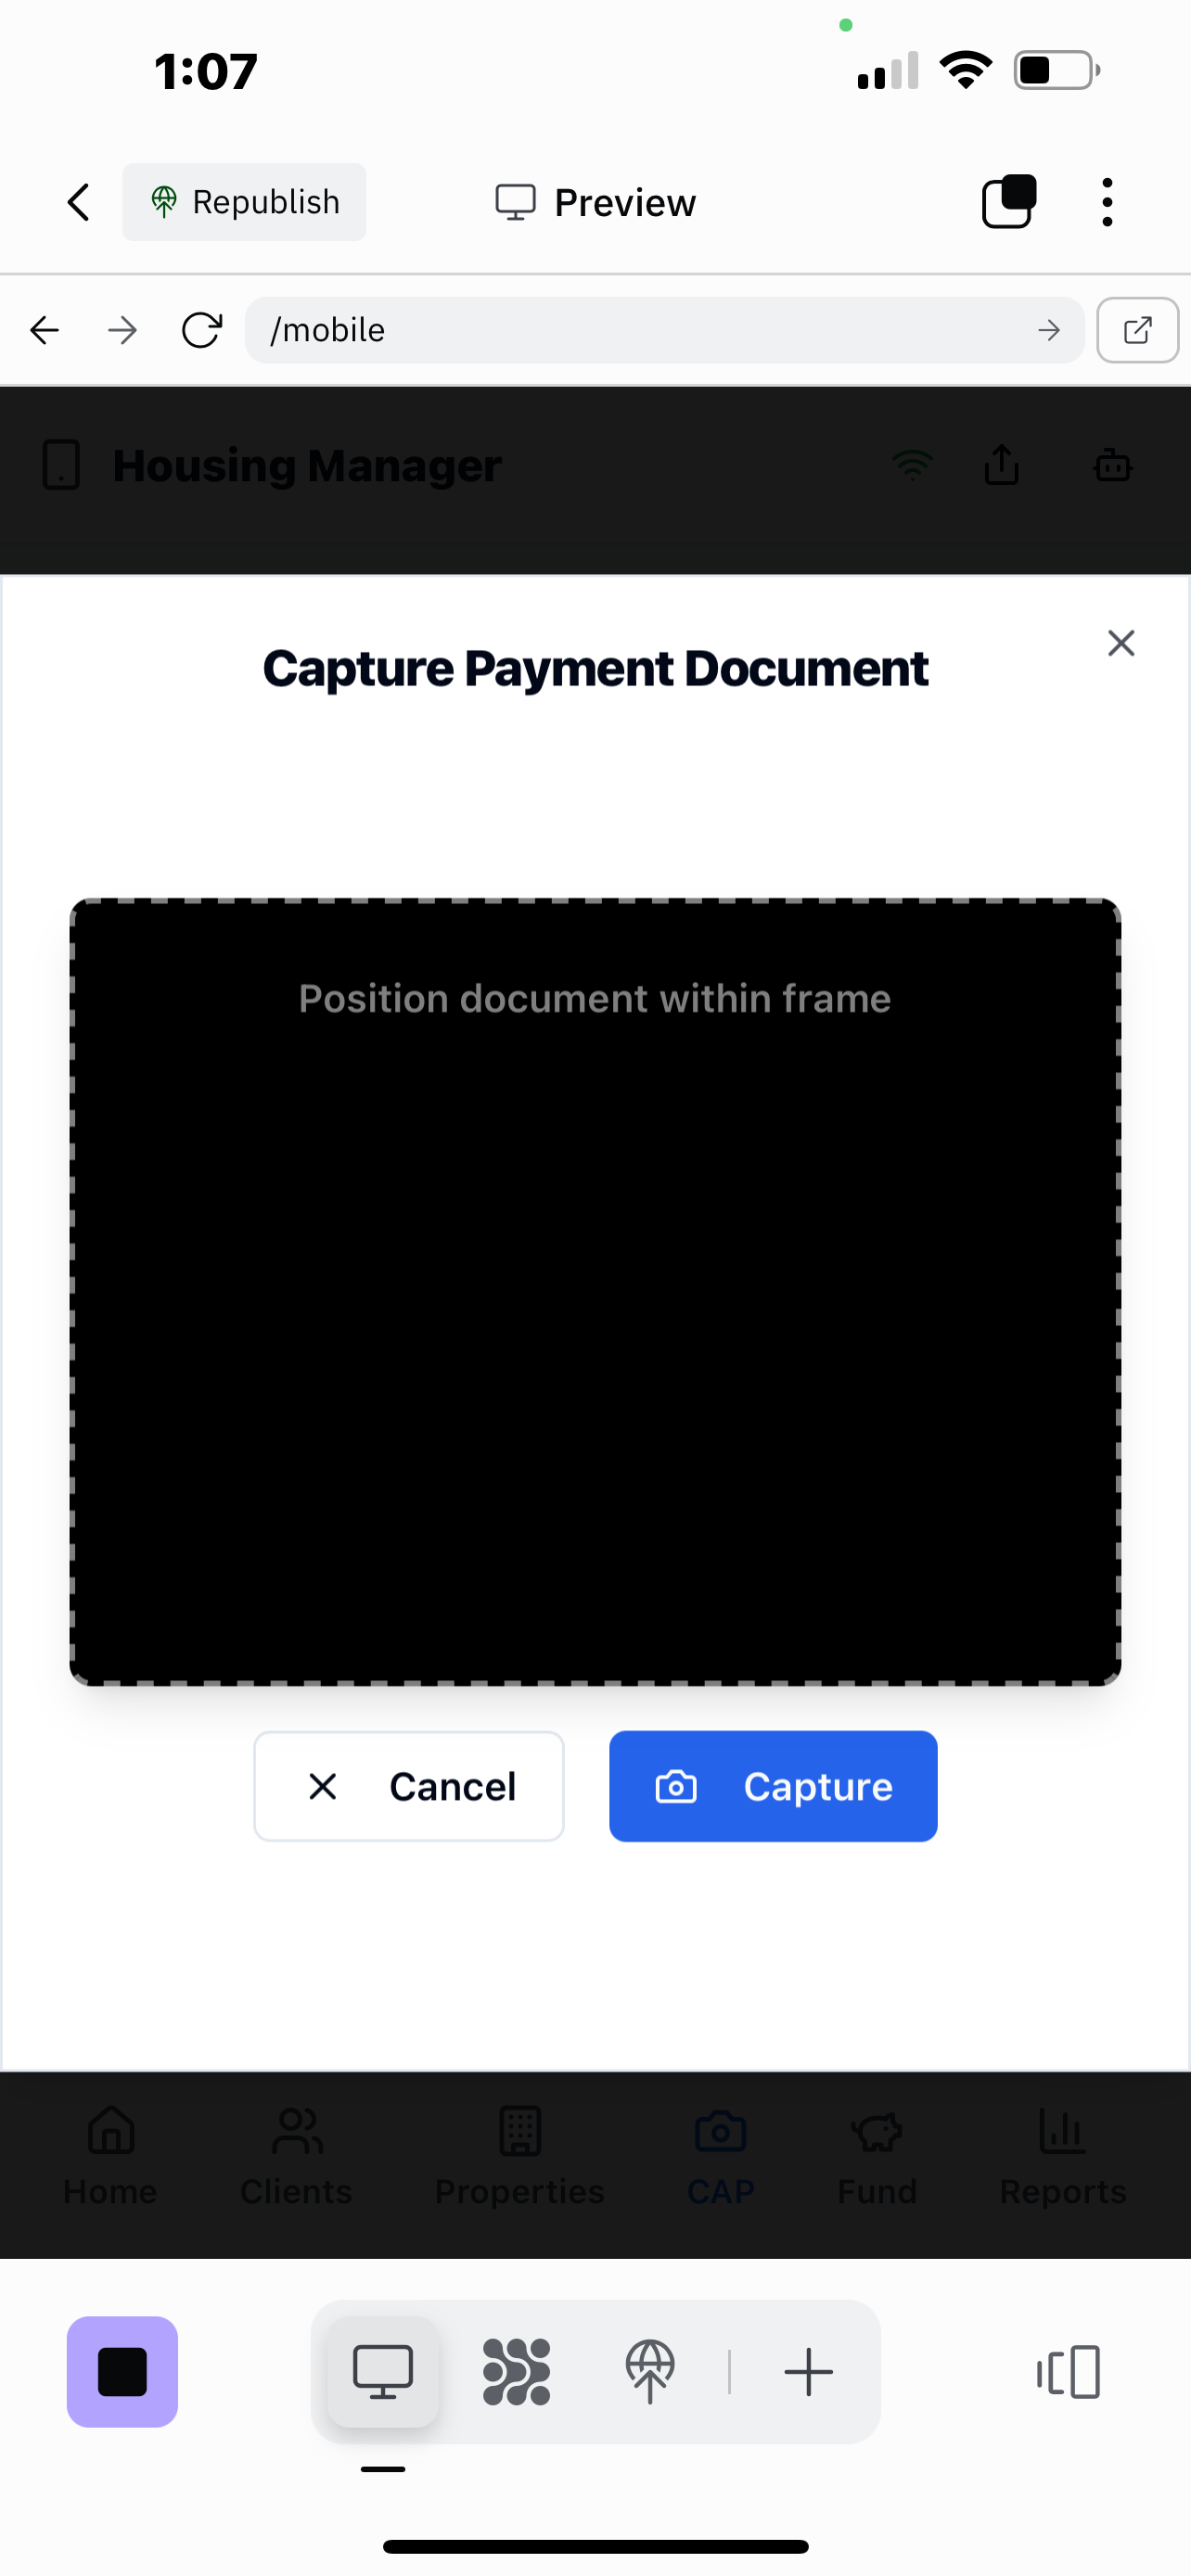 1:07
Republish
Preview
/mobile
Housing Manager
Capture Payment Document
Position document within frame
Cancel
Capture
Home Clients Properties CAP Fund Reports